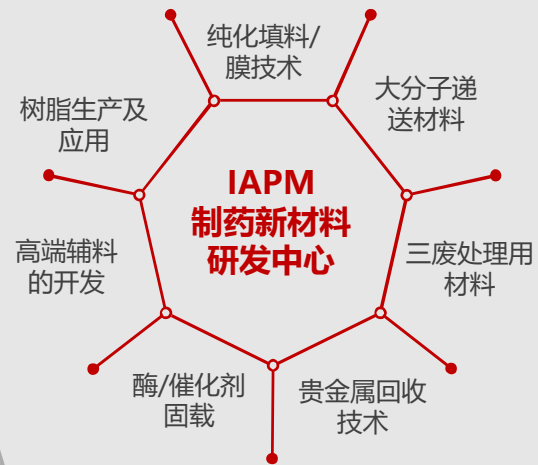 纯化填料/
膜技术
大分子递
送材料
树脂生产及
应用
IAPM
制药新材料
研发中心
高端辅料
的开发
三废处理用
材料
酶/催化剂
固载
贵金属回收
技术